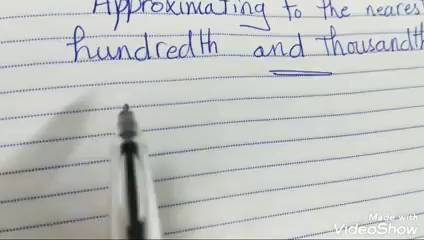 Approximating to the neares
hundredth and thousandth
Made with
VideoShow